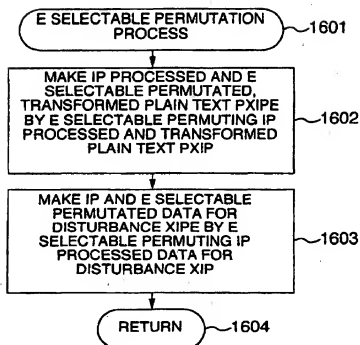 E SELECTABLE PERMUTATION
PROCESS
1601
MAKE IP PROCESSED AND E
SELECTABLE PERMUTATED,
TRANSFORMED PLAIN TEXT PXIPE
BY E SELECTABLE PERMUTING IP
PROCESSED AND TRANSFORMED
PLAIN TEXT PXIP
1602
MAKE IP AND E SELECTABLE
PERMUTATED DATA FOR
DISTURBANCE XIPE BY E
SELECTABLE PERMUTING IP
PROCESSED DATA FOR
DISTURBANCE XIP
1603
RETURN
1604